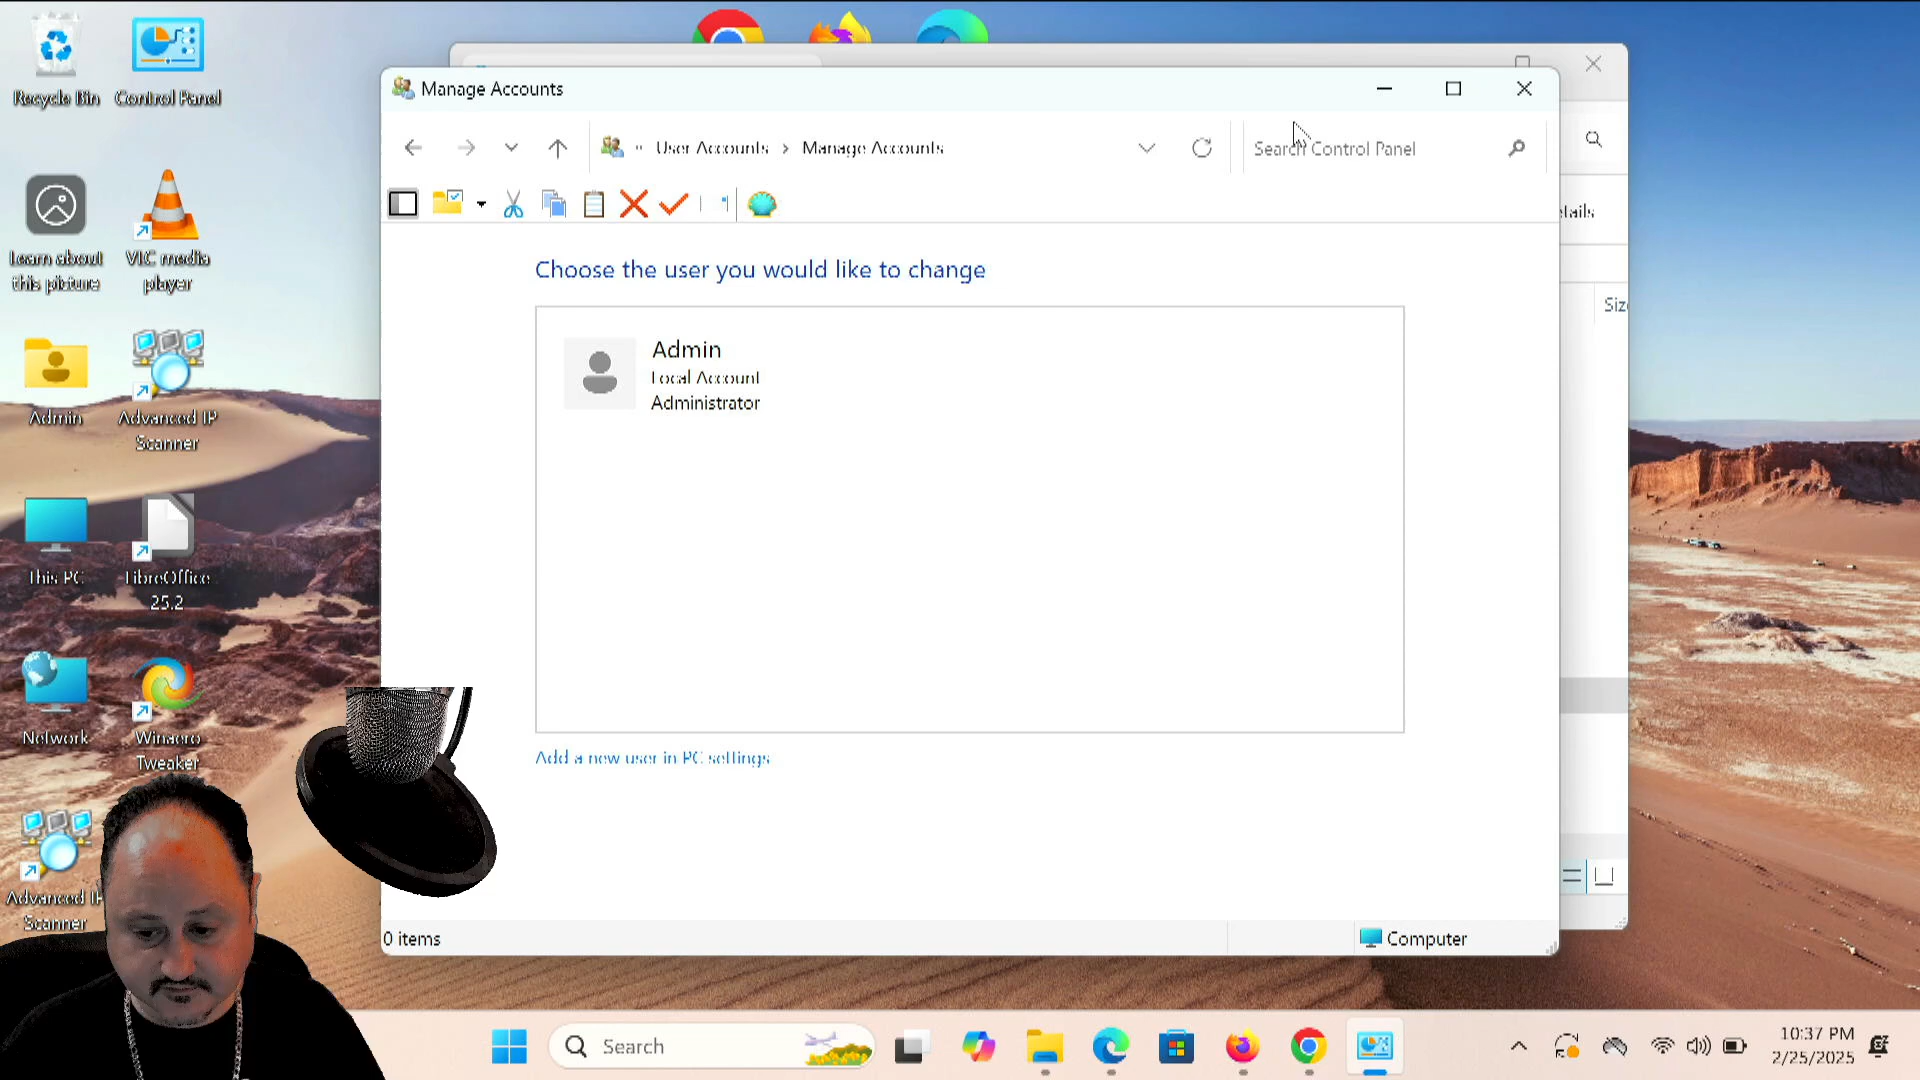 Recycle Bin
Control Panel
Learn about
this picture
VLC media
player
Admin
Advanced IP
Scanner
This PC
LibreOffice
25.2
Network
Winaero
Tweaker
Advanced IP
Scanner
Manage Accounts
User Accounts > Manage Accounts
Search Control Panel
Choose the user you would like to change
Admin
Local Account
Administrator
Add a new user in PC settings
0 items
Computer
etails
Siz
Search
10:37 PM
2/25/2025